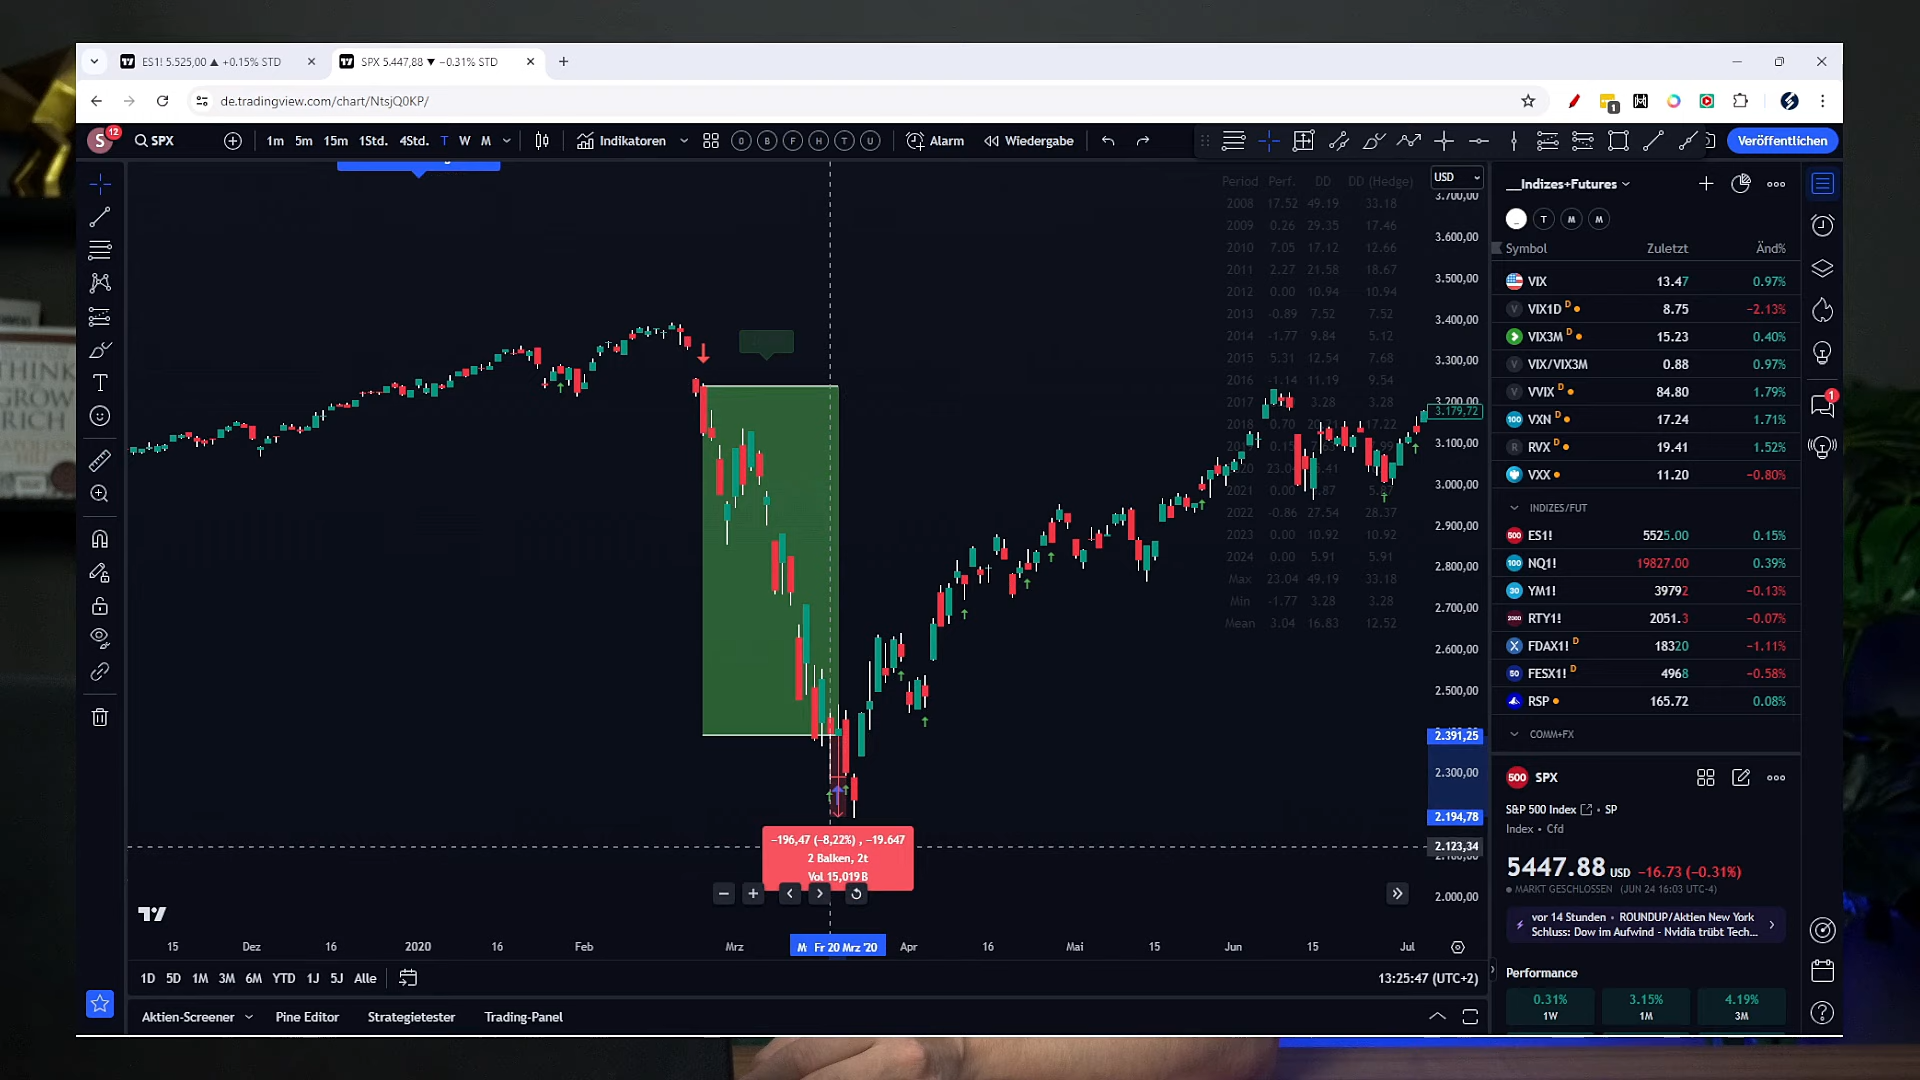 ES1! 5.525,00 ▲ +0.15% STD
SPX 5.447,88 ▼ −0.31% STD
de.tradingview.com/chart/NtsjQ0KP/
S 12
SPX
1m 5m 15m 1Std. 4Std. T W M
Indikatoren
D B F H T U
Alarm
Wiedergabe
Veröffentlichen
Period Perf. DD DD (Hedge)
2008 17.52 49.19 33.18
2009 0.26 29.35 17.46
2010 7.05 17.12 12.66
2011 2.27 21.58 18.67
2012 0.00 10.94 10.94
2013 -0.89 7.52 7.52
2014 -1.77 9.84 5.12
2015 5.31 12.54 7.68
2016 -1.14 11.19 9.54
2017 3.28 3.28
2018 0.70 17.22
2021 0.00
2022 -0.86 27.54 28.37
2023 0.00 10.92 10.92
2024 0.00 5.91 5.91
Max 23.04 49.19 33.18
Min -1.77 3.28 3.28
Mean 3.04 16.83 12.52
USD
3.700,00
3.600,00
3.500,00
3.400,00
3.300,00
3.200,00
3.179,72
3.100,00
3.000,00
2.900,00
2.800,00
2.700,00
2.600,00
2.500,00
2.391,25
2.300,00
2.194,78
2.123,34
2.000,00
−196,47 (−8,22%) , −19.647
2 Balken, 2t
Vol 15,019 B
15 Dez 16 2020 16 Feb Mrz M Fr 20 Mrz '20 Apr 16 Mai 15 Jun 15 Jul
1D 5D 1M 3M 6M YTD 1J 5J Alle
13:25:47 (UTC+2)
Aktien-Screener
Pine Editor
Strategietester
Trading-Panel
__Indizes+Futures
_ T M M
Symbol Zuletzt Änd%
VIX 13.47 0.97%
VIX1D D 8.75 −2.13%
VIX3M D 15.23 0.40%
VIX/VIX3M 0.88 0.97%
VVIX D 84.80 1.79%
VXN D 17.24 1.71%
RVX D 19.41 1.52%
VXX 11.20 −0.80%
INDIZES/FUT
ES1! 5525.00 0.15%
NQ1! 19827.00 0.39%
YM1! 39792 −0.13%
RTY1! 2051.3 −0.07%
FDAX1! D 18320 −1.11%
FESX1! D 4968 −0.58%
RSP 165.72 0.08%
COMM+FX
500 SPX
S&P 500 Index • SP
Index • Cfd
5447.88 USD −16.73 (−0.31%)
MARKT GESCHLOSSEN (JUN 24 16:03 UTC-4)
vor 14 Stunden • ROUNDUP/Aktien New York
Schluss: Dow im Aufwind - Nvidia trübt Tech...
Performance
0.31% 3.15% 4.19%
1W 1M 3M
THINK
GROW
RICH